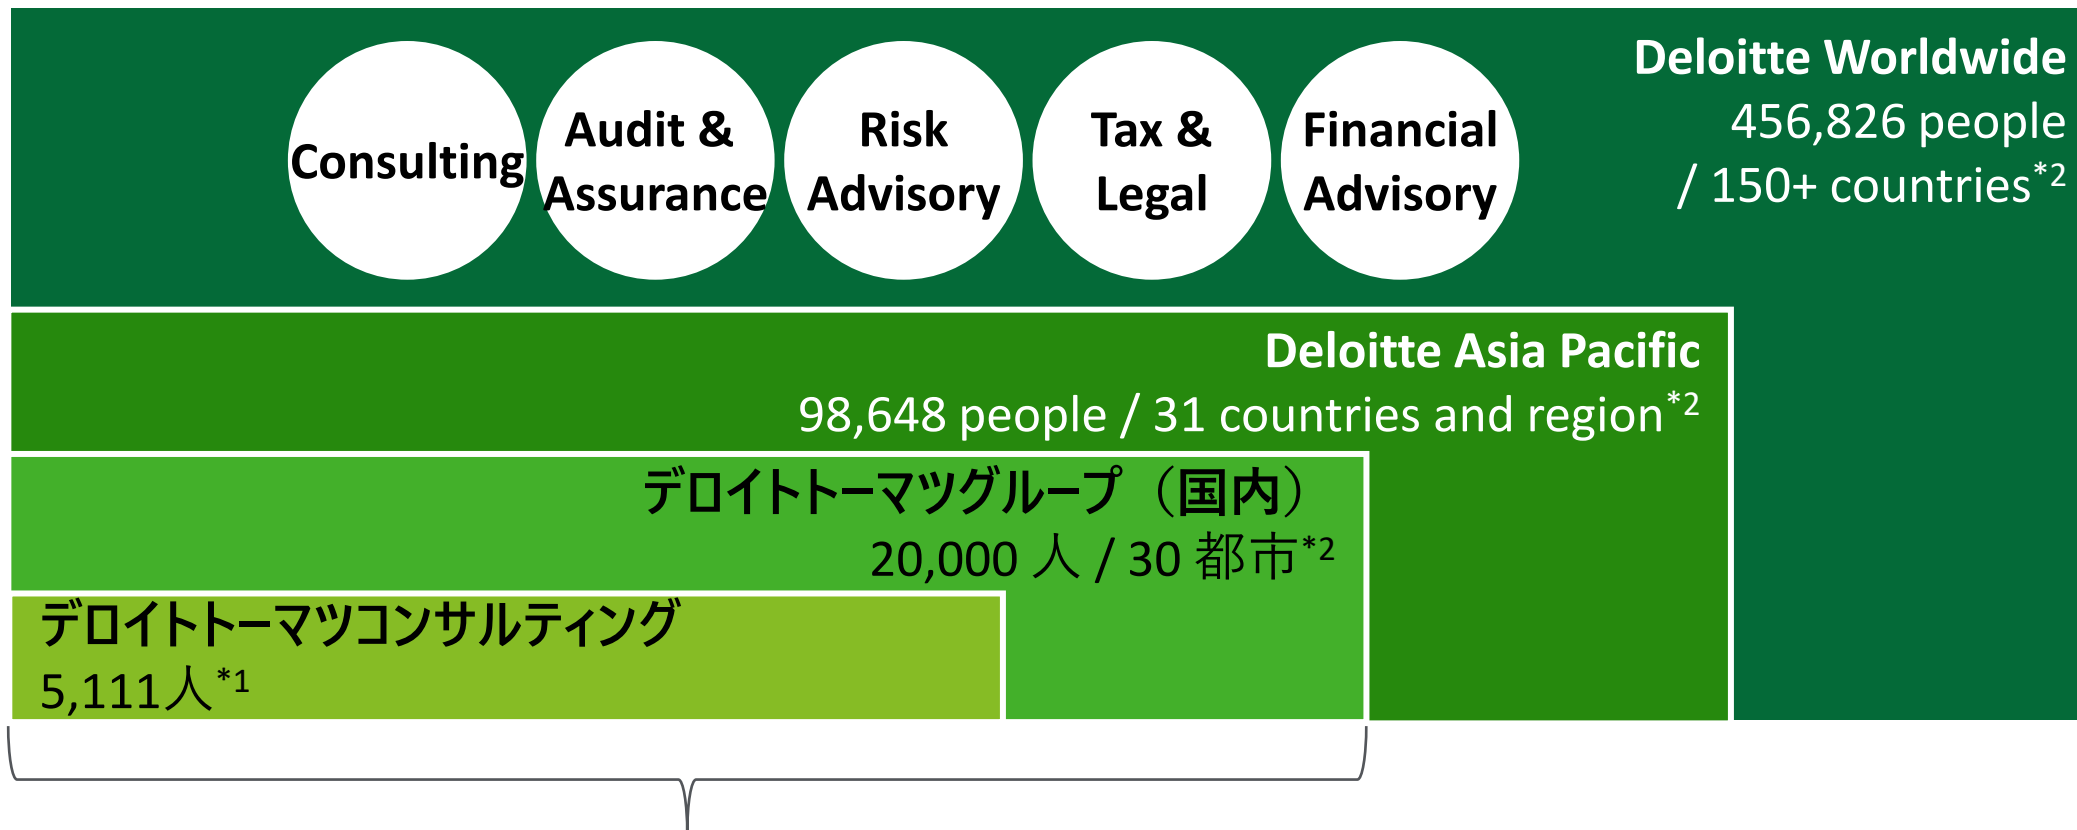 Consulting
Audit &
Assurance
Risk
Advisory
Tax &
Legal
Financial
Advisory
Deloitte Worldwide
456,826 people
/ 150+ countries*2
Deloitte Asia Pacific
98,648 people / 31 countries and region*2
デロイトトーマツグループ（国内）
20,000 人 / 30 都市*2
デロイトトーマツコンサルティング
5,111人*1